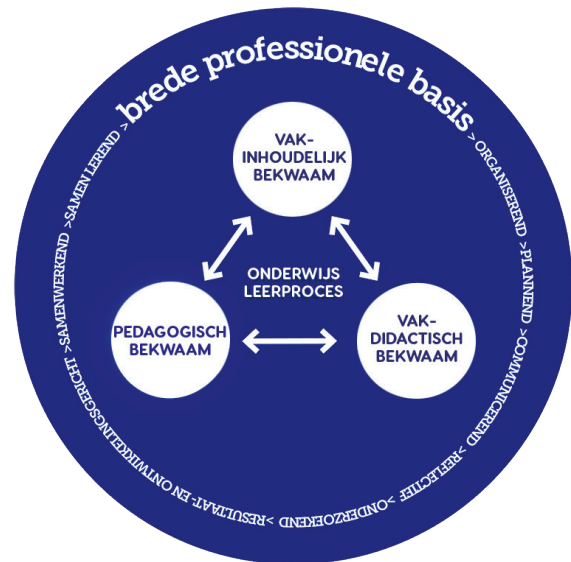 brede professionele basis
>ORGANISEREND >PLANNEND >COMMUNICEREND >REFLECTIEF >ONDERZOEKEND >RESULTAAT- EN ONTWIKKELINGSGERICHT >SAMENWERKEND >SAMEN LEREND >
VAK-
INHOUDELIJK
BEKWAAM
ONDERWIJS
LEERPROCES
PEDAGOGISCH
BEKWAAM
VAK-
DIDACTISCH
BEKWAAM